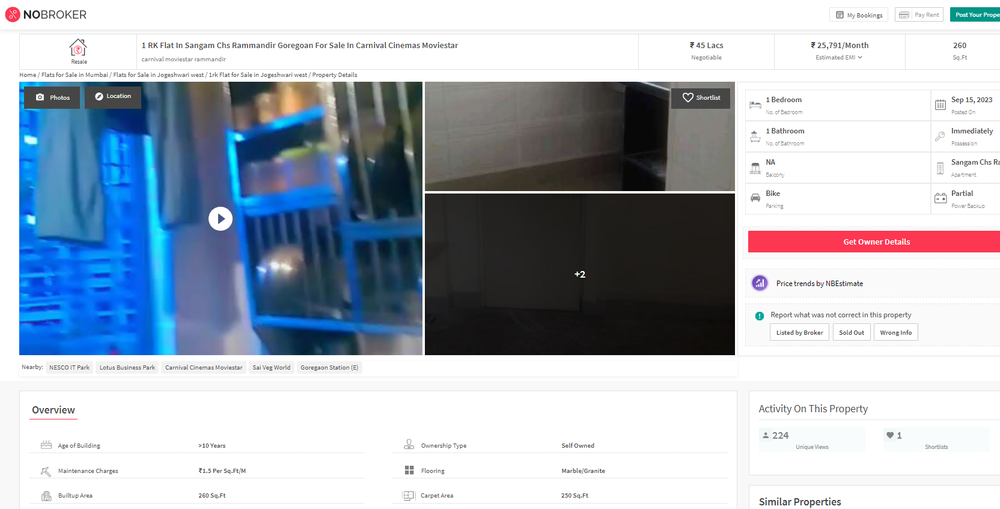 NOBROKER
My Bookings
Pay Rent
Post Your Prope
Resale
1 RK Flat In Sangam Chs Rammandir Goregoan For Sale In Carnival Cinemas Moviestar
carnival moviestar rammandir
₹ 45 Lacs
Negotiable
₹ 25,791/Month
Estimated EMI
260
Sq.Ft
Home / Flats for Sale in Mumbai / Flats for Sale in Jogeshwari west / 1rk Flat for Sale in Jogeshwari west / Property Details
Photos
Location
Shortlist
+2
1 Bedroom
No. of Bedroom
Sep 15, 2023
Posted On
1 Bathroom
No. of Bathroom
Immediately
Possession
NA
Balcony
Sangam Chs Ra
Apartment
Bike
Parking
Partial
Power Backup
Get Owner Details
Price trends by NBEstimate
Report what was not correct in this property
Listed by Broker
Sold Out
Wrong Info
Nearby: NESCO IT Park Lotus Business Park Carnival Cinemas Moviestar Sai Veg World Goregaon Station (E)
Overview
Age of Building >10 Years
Ownership Type Self Owned
Maintenance Charges ₹1.5 Per Sq.Ft/M
Flooring Marble/Granite
Builtup Area 260 Sq.Ft
Carpet Area 250 Sq.Ft
Activity On This Property
224
Unique Views
1
Shortlists
Similar Properties